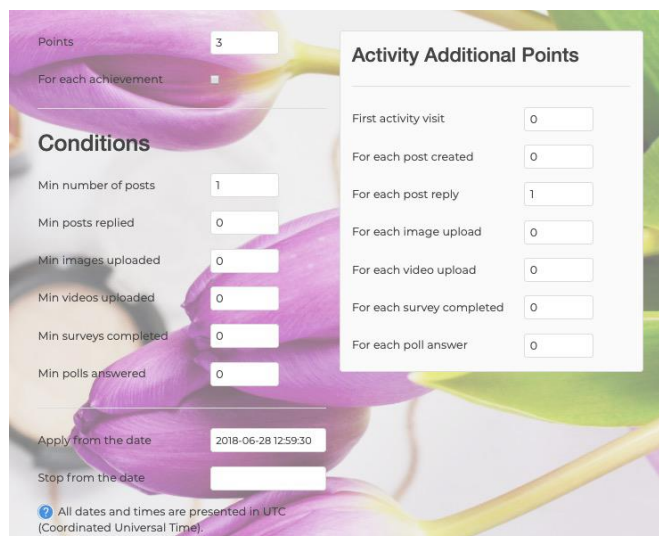 Points 3
For each achievement
Conditions
Min number of posts 1
Min posts replied 0
Min images uploaded 0
Min videos uploaded 0
Min surveys completed 0
Min polls answered 0
Apply from the date 2018-06-28 12:59:30
Stop from the date
? All dates and times are presented in UTC
(Coordinated Universal Time).
Activity Additional Points
First activity visit 0
For each post created 0
For each post reply 1
For each image upload 0
For each video upload 0
For each survey completed 0
For each poll answer 0